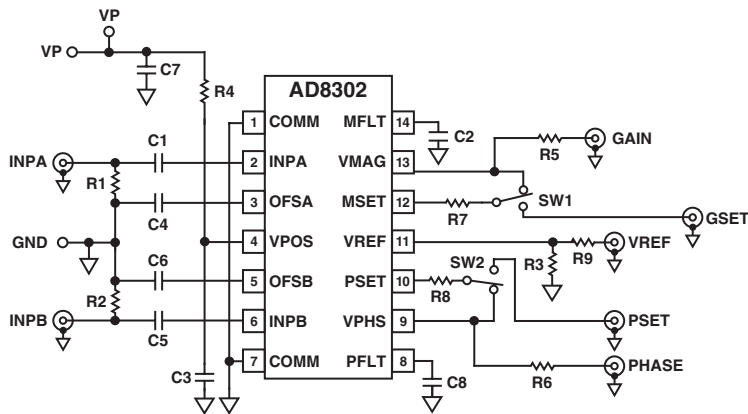 VP
VP
C7
R4
AD8302
1 COMM MFLT 14
C2
GAIN
R5
INPA
C1
2 INPA VMAG 13
R1
SW1
C4
3 OFSA MSET 12
R7
GSET
GND
4 VPOS VREF 11
VREF
R3 R9
C6
SW2
5 OFSB PSET 10
R8
R2
INPB
C5
6 INPB VPHS 9
PSET
C3
7 COMM PFLT 8
C8
R6
PHASE